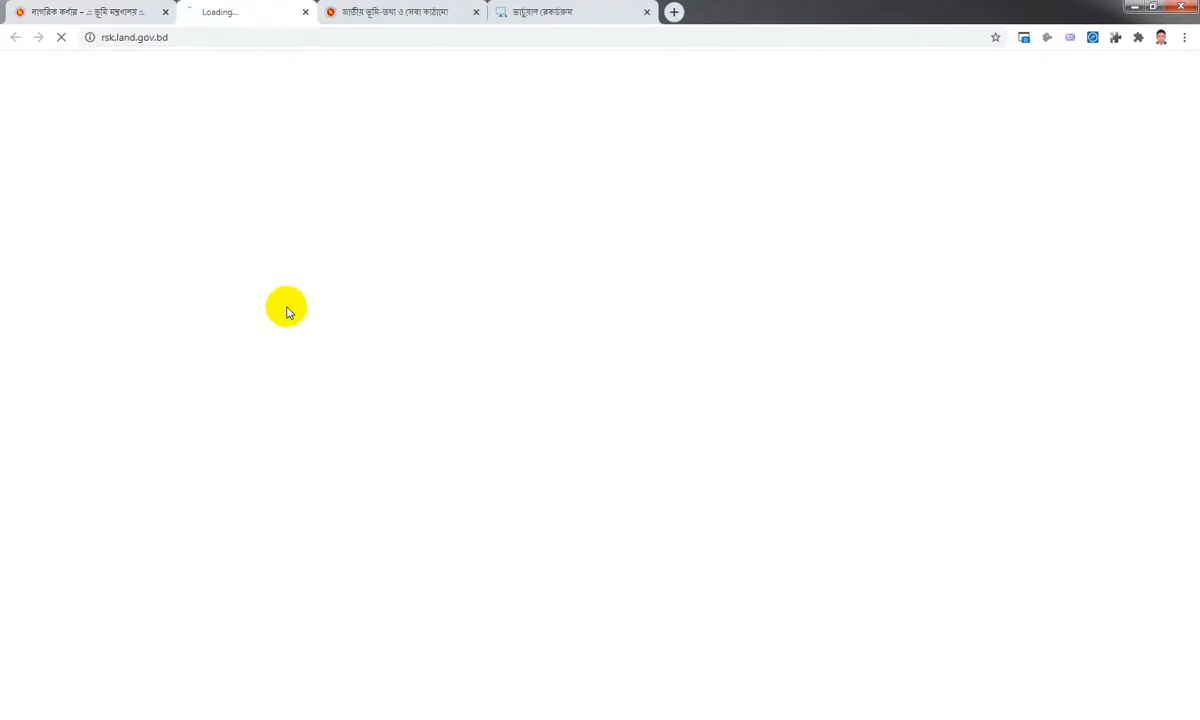 নাগরিক কর্ণার – .:: ভূমি মন্ত্রণালয় ::.
Loading...
জাতীয় ভূমি-তথ্য ও সেবা কাঠামো
ভার্চুয়াল রেকর্ডরুম
rsk.land.gov.bd